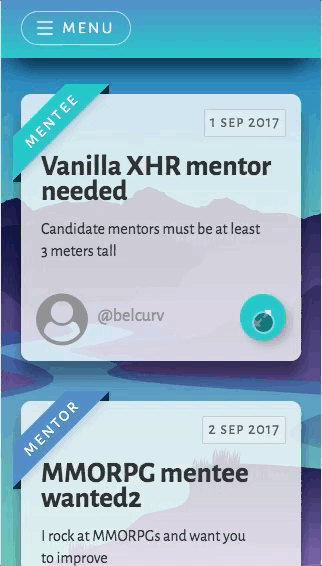 MENU
MENTEE
1 SEP 2017
Vanilla XHR mentor
needed
Candidate mentors must be at least
3 meters tall
@belcurv
MENTOR
2 SEP 2017
MMORPG mentee
wanted2
I rock at MMORPGs and want you
to improve